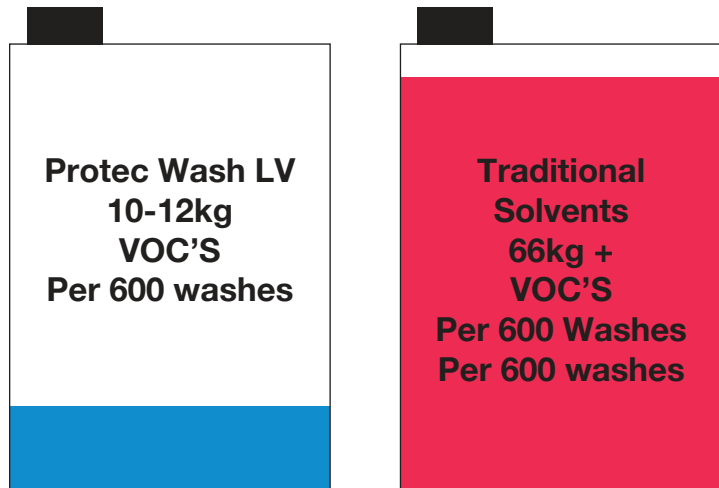 Protec Wash LV
10-12kg
VOC’S
Per 600 washes
Traditional
Solvents
66kg +
VOC’S
Per 600 Washes
Per 600 washes